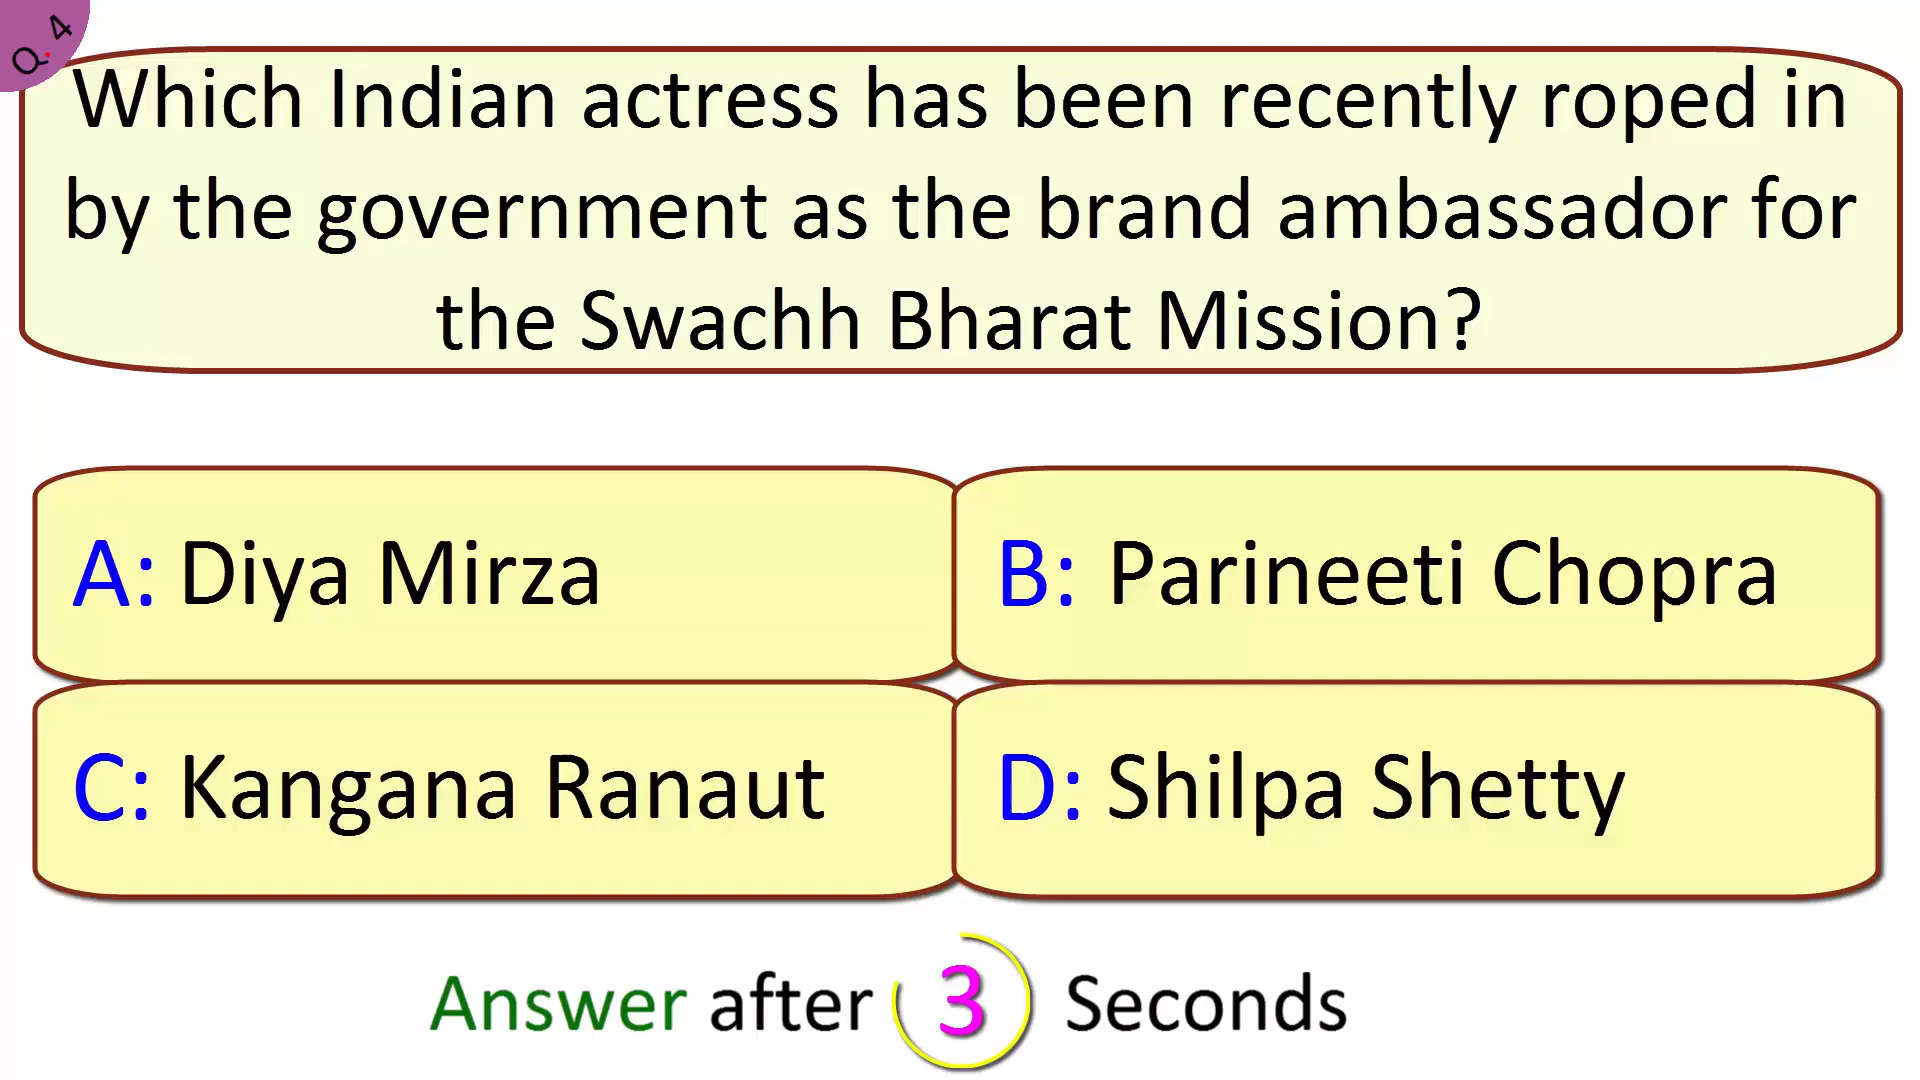 Q. 4
Which Indian actress has been recently roped in
by the government as the brand ambassador for
the Swachh Bharat Mission?
A: Diya Mirza
B: Parineeti Chopra
C: Kangana Ranaut
D: Shilpa Shetty
Answer after 3 Seconds